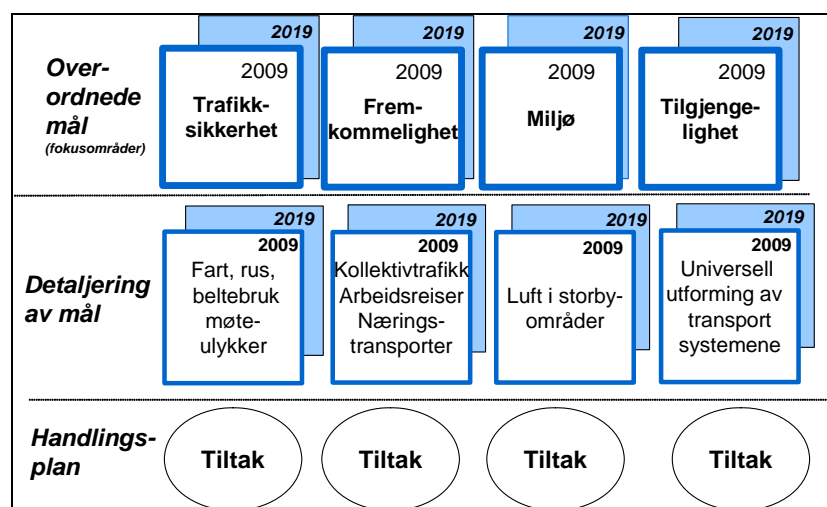 Over-
ordnede
mål
(fokusområder)
2019
2009
Trafikk-
sikkerhet
2019
2009
Frem-
kommelighet
2019
2009
Miljø
2019
2009
Tilgjenge-
lighet
Detaljering
av mål
2019
2009
Fart, rus,
beltebruk
møte-
ulykker
2019
2009
Kollektivtrafikk
Arbeidsreiser
Nærings-
transporter
2019
2009
Luft i storby-
områder
2019
2009
Universell
utforming av
transport
systemene
Handlings-
plan
Tiltak
Tiltak
Tiltak
Tiltak